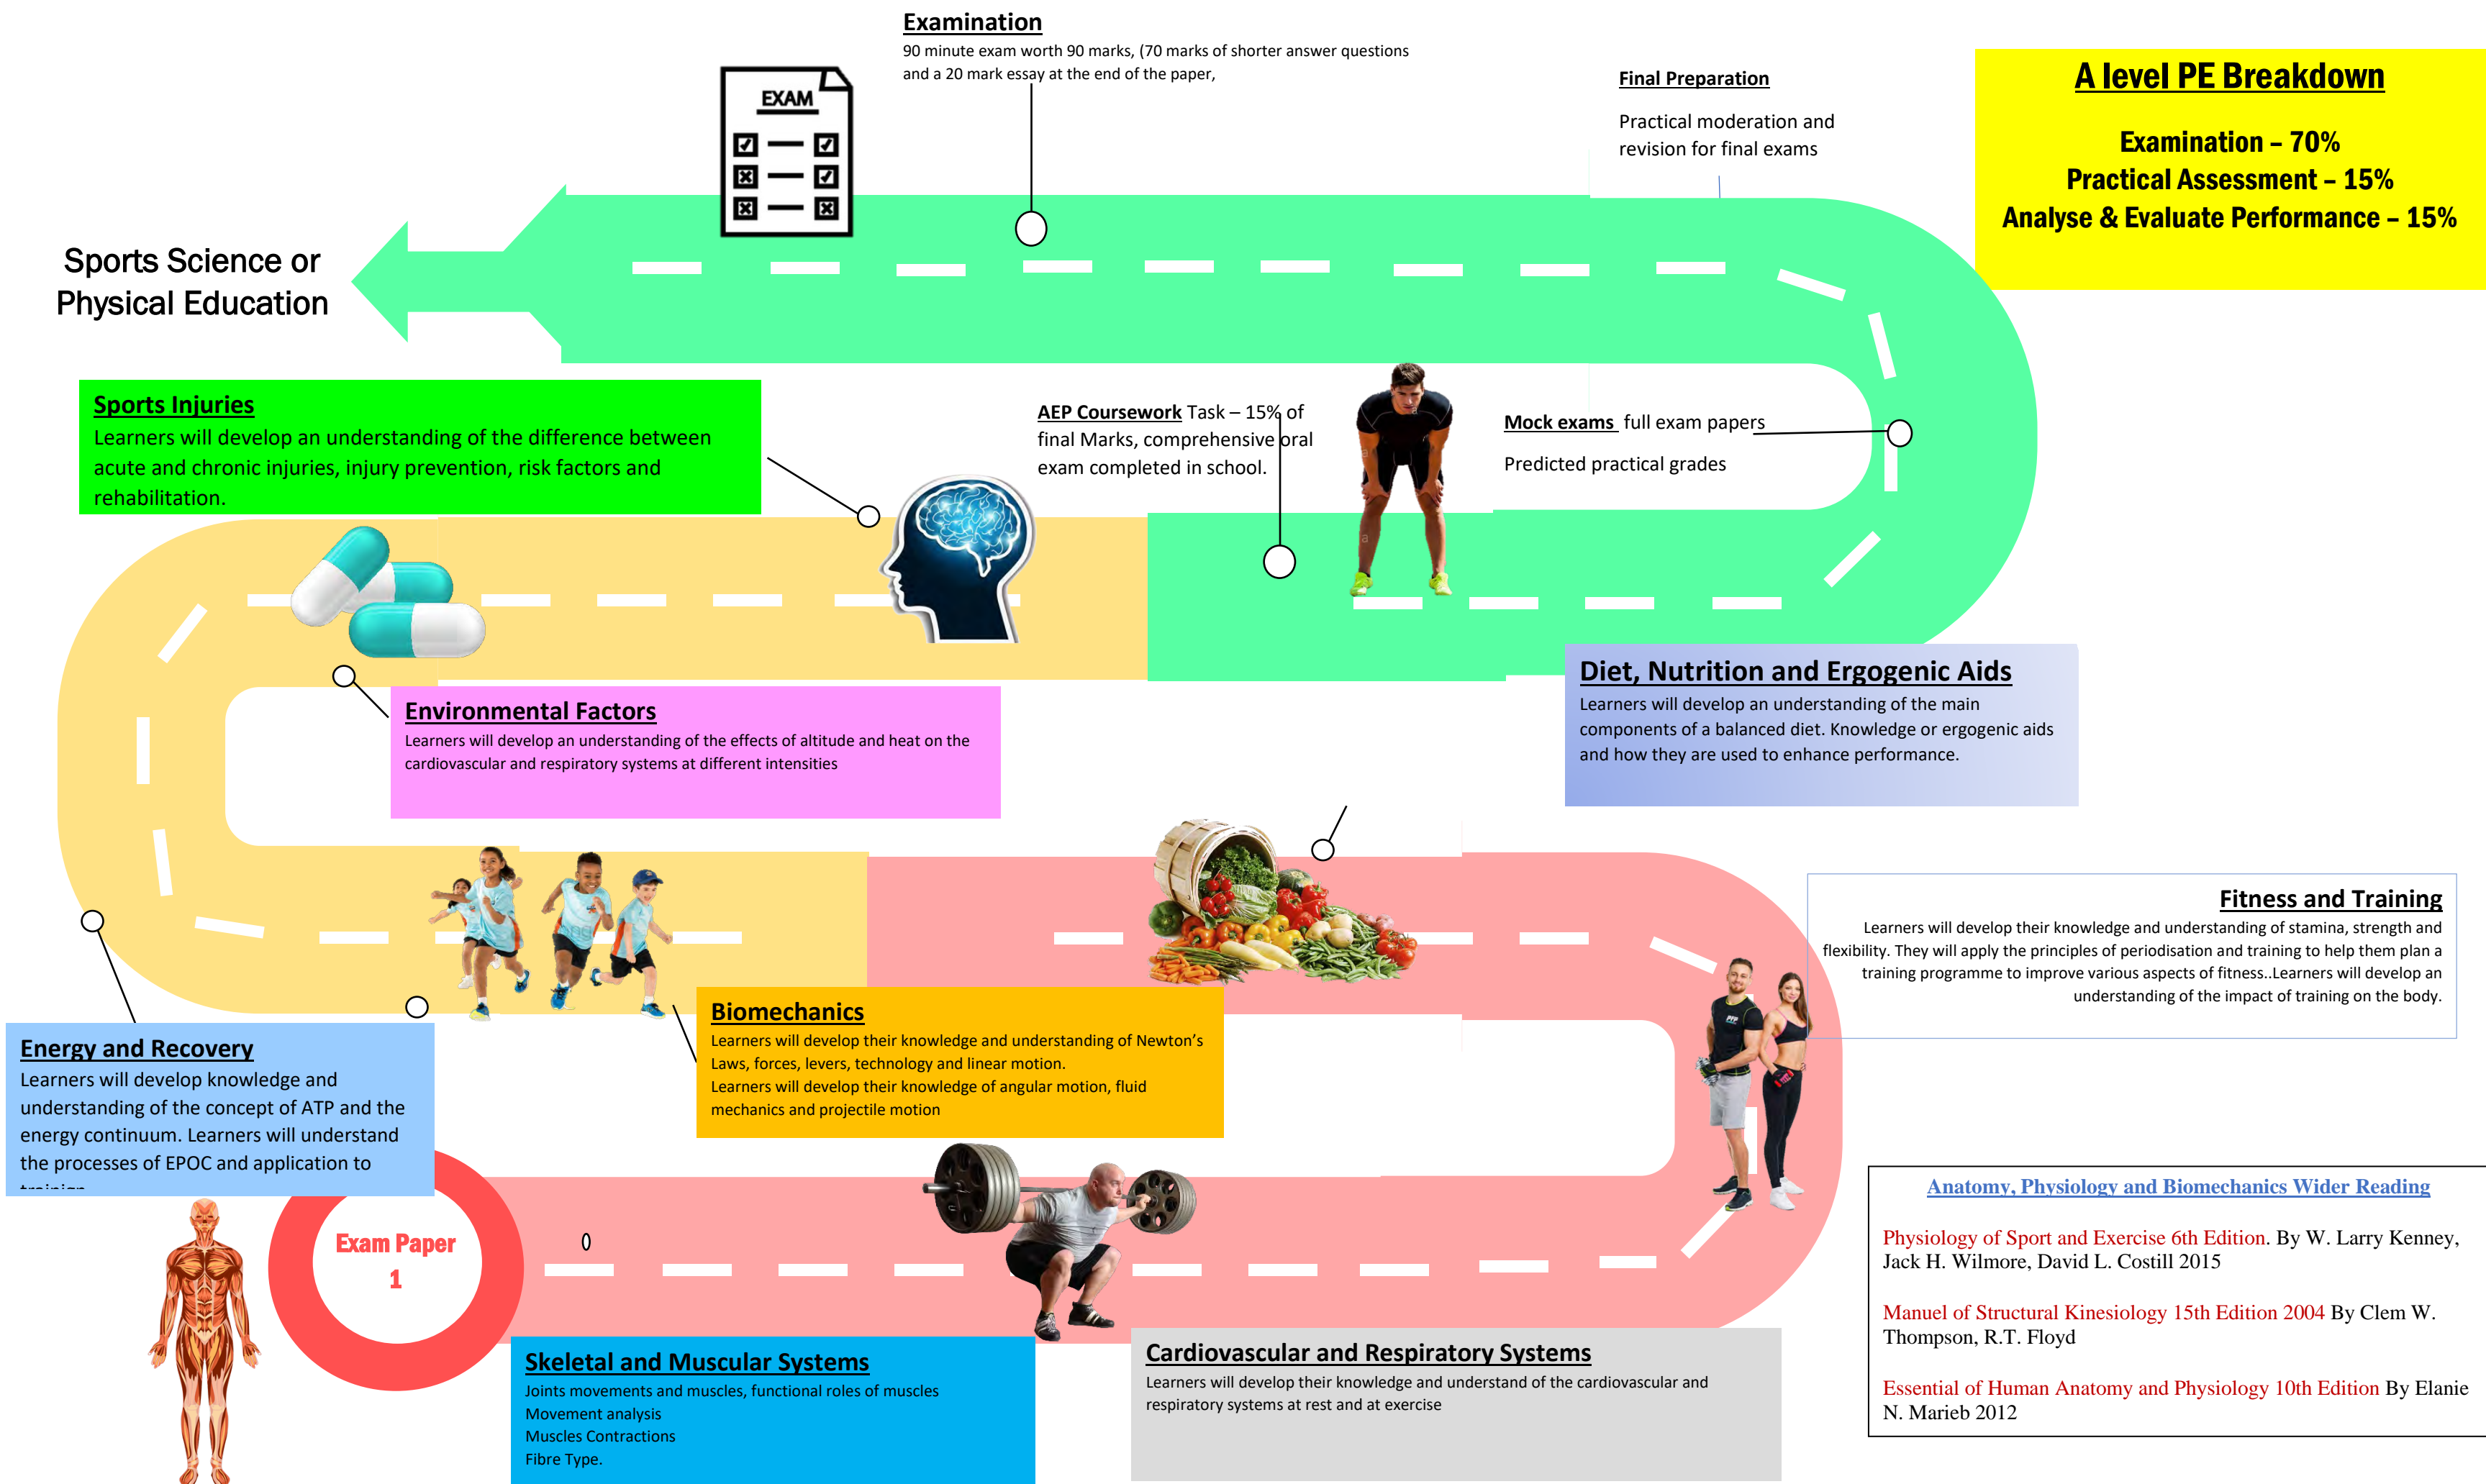 Examination
90 minute exam worth 90 marks, (70 marks of shorter answer questions
and a 20 mark essay at the end of the paper,
EXAM
Final Preparation
Practical moderation and
revision for final exams
A level PE Breakdown
Examination – 70%
Practical Assessment – 15%
Analyse & Evaluate Performance – 15%
Sports Science or
Physical Education
Sports Injuries
Learners will develop an understanding of the difference between
acute and chronic injuries, injury prevention, risk factors and
rehabilitation.
AEP Coursework Task – 15% of
final Marks, comprehensive oral
exam completed in school.
Mock exams full exam papers
Predicted practical grades
Environmental Factors
Learners will develop an understanding of the effects of altitude and heat on the
cardiovascular and respiratory systems at different intensities
Diet, Nutrition and Ergogenic Aids
Learners will develop an understanding of the main
components of a balanced diet. Knowledge or ergogenic aids
and how they are used to enhance performance.
Fitness and Training
Learners will develop their knowledge and understanding of stamina, strength and
flexibility. They will apply the principles of periodisation and training to help them plan a
training programme to improve various aspects of fitness..Learners will develop an
understanding of the impact of training on the body.
Biomechanics
Learners will develop their knowledge and understanding of Newton's
Laws, forces, levers, technology and linear motion.
Learners will develop their knowledge of angular motion, fluid
mechanics and projectile motion
Energy and Recovery
Learners will develop knowledge and
understanding of the concept of ATP and the
energy continuum. Learners will understand
the processes of EPOC and application to
Exam Paper
1
Skeletal and Muscular Systems
Joints movements and muscles, functional roles of muscles
Movement analysis
Muscles Contractions
Fibre Type.
Cardiovascular and Respiratory Systems
Learners will develop their knowledge and understand of the cardiovascular and
respiratory systems at rest and at exercise
Anatomy, Physiology and Biomechanics Wider Reading
Physiology of Sport and Exercise 6th Edition. By W. Larry Kenney,
Jack H. Wilmore, David L. Costill 2015
Manuel of Structural Kinesiology 15th Edition 2004 By Clem W.
Thompson, R.T. Floyd
Essential of Human Anatomy and Physiology 10th Edition By Elanie
N. Marieb 2012